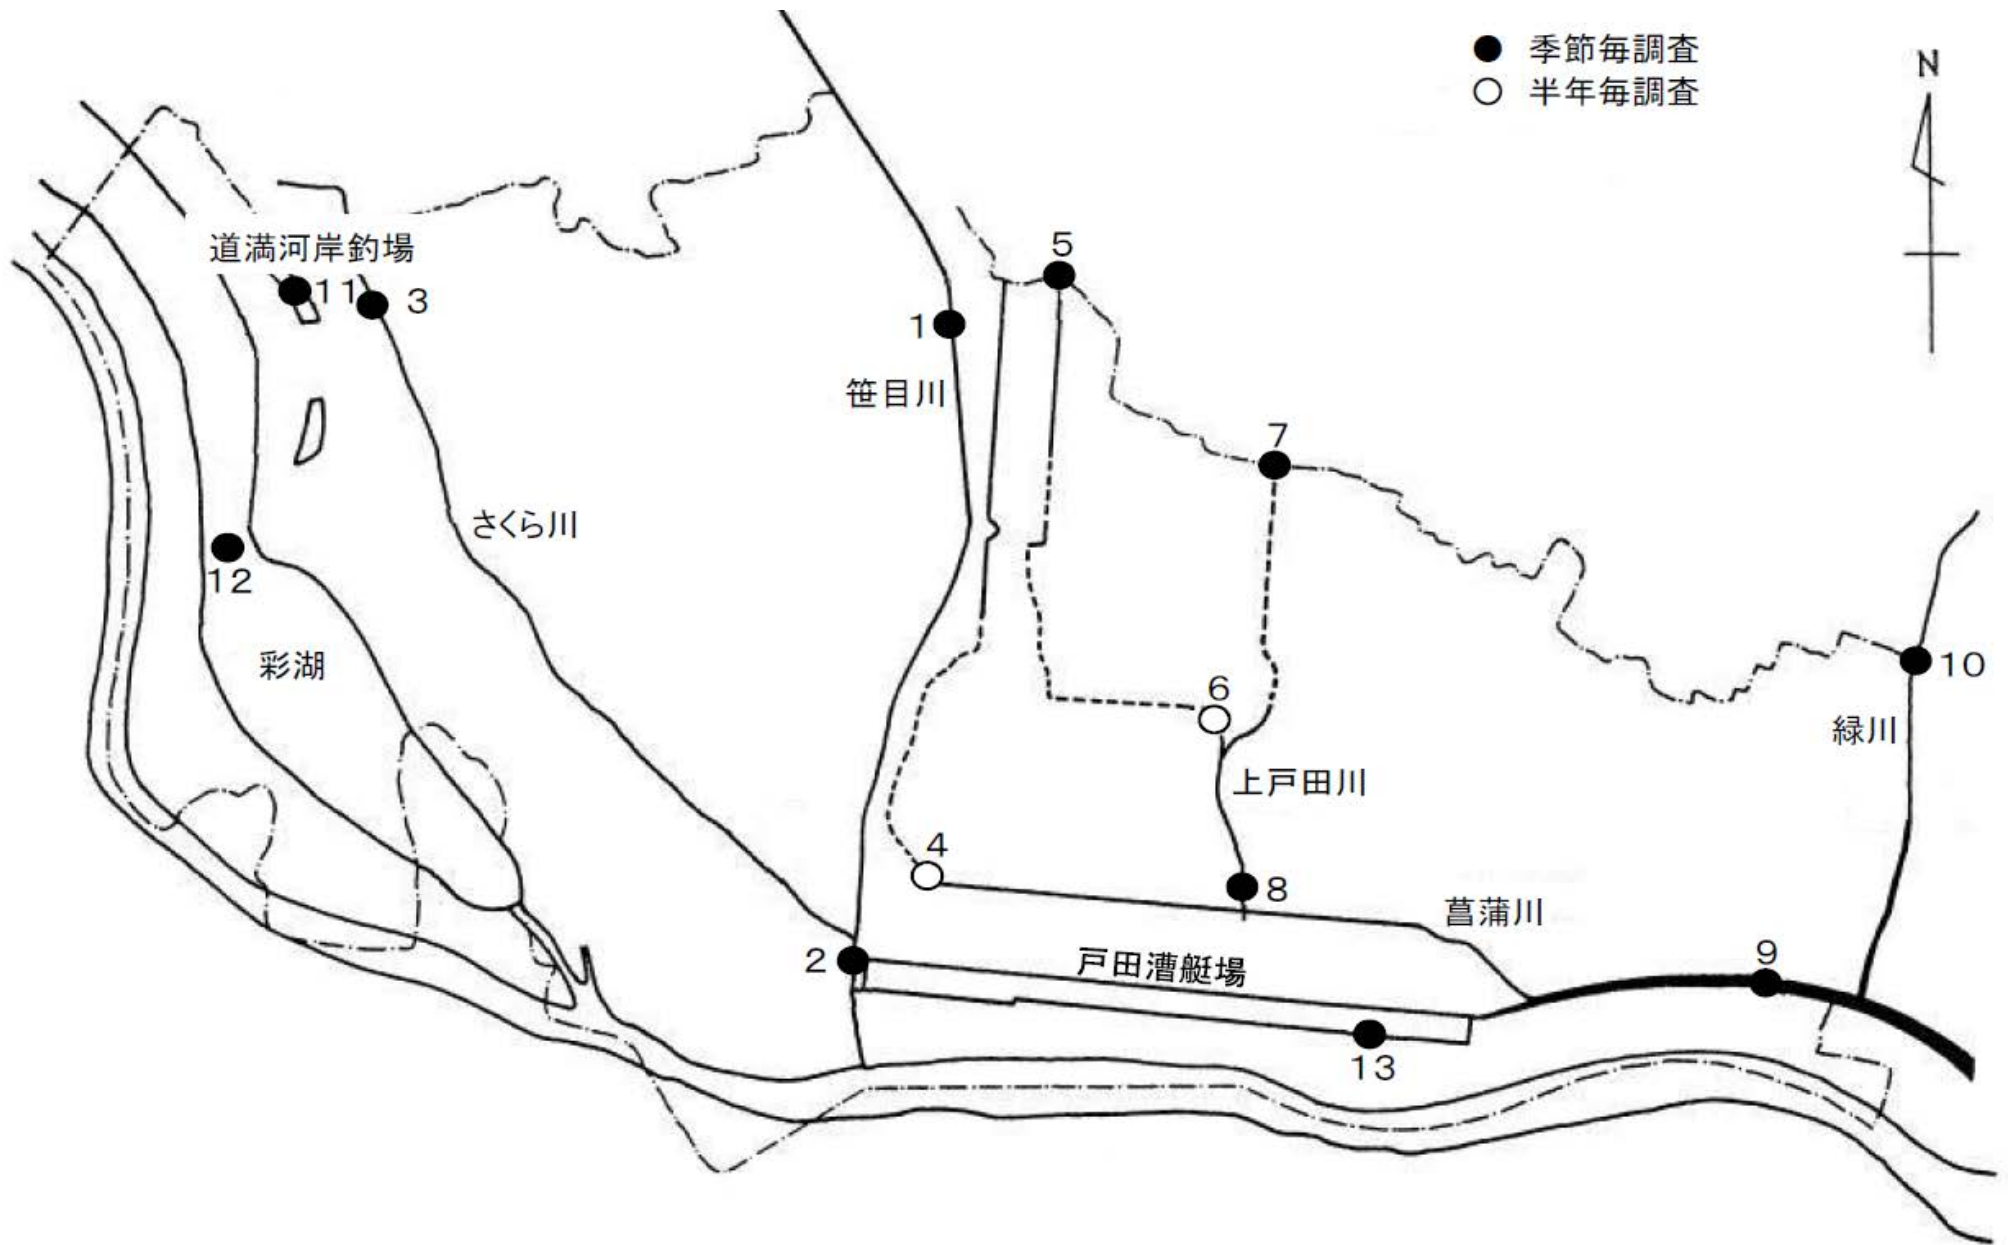 ● 季節毎調査
○ 半年毎調査
N
道満河岸釣場
5
11
3
1
笹目川
7
さくら川
12
彩湖
10
6
緑川
上戸田川
4
8
菖蒲川
2
戸田漕艇場
9
13